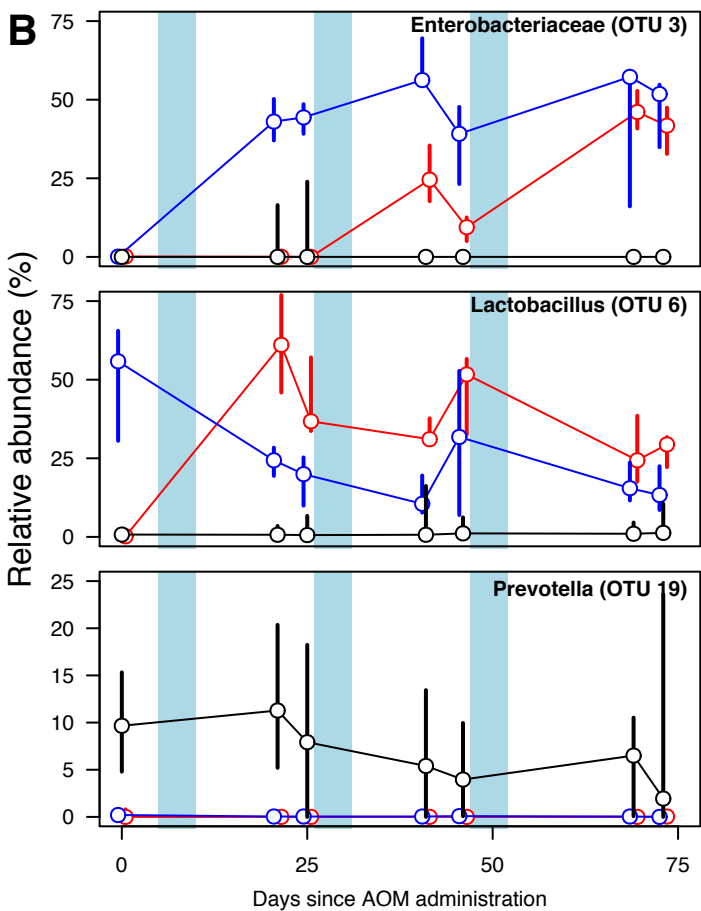 B
Enterobacteriaceae (OTU 3)
75
50
25
0
Relative abundance (%)
Lactobacillus (OTU 6)
75
50
25
0
Prevotella (OTU 19)
25
20
15
10
5
0
0 25 50 75
Days since AOM administration